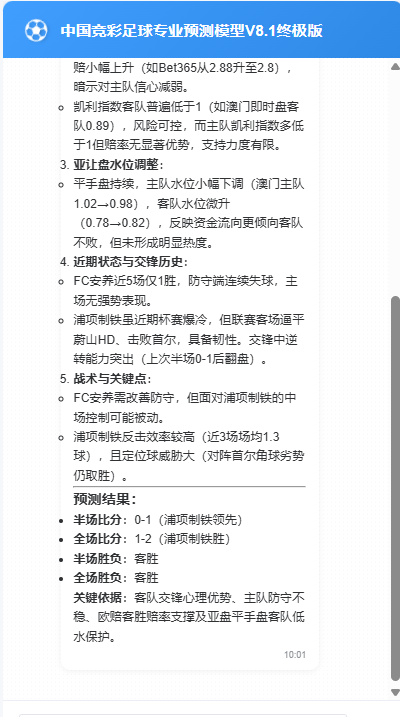 中国竞彩足球专业预测模型V8.1终极版
赔小幅上升（如Bet365从2.88升至2.8），
暗示对主队信心减弱。
凯利指数客队普遍低于1（如澳门即时盘客
队0.89），风险可控，而主队凯利指数多低
于1但赔率无显著优势，支持力度有限。
3. 亚让盘水位调整：
平手盘持续，主队水位小幅下调（澳门主队
1.02→0.98），客队水位微升
（0.78→0.82），反映资金流向更倾向客队
不败，但未形成明显热度。
4. 近期状态与交锋历史：
FC安养近5场仅1胜，防守端连续失球，主
场无强势表现。
浦项制铁虽近期杯赛爆冷，但联赛客场逼平
蔚山HD、击败首尔，具备韧性。交锋中逆
转能力突出（上次半场0-1后翻盘）。
5. 战术与关键点：
FC安养需改善防守，但面对浦项制铁的中
场控制可能被动。
浦项制铁反击效率较高（近3场场均1.3
球），且定位球威胁大（对阵首尔角球劣势
仍取胜）。
预测结果：
半场比分：0-1（浦项制铁领先）
全场比分：1-2（浦项制铁胜）
半场胜负：客胜
全场胜负：客胜
关键依据：客队交锋心理优势、主队防守不
稳、欧赔客胜赔率支撑及亚盘平手盘客队低
水保护。
10:01